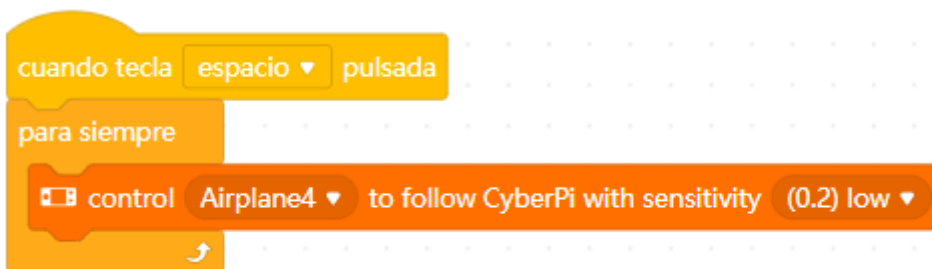 cuando tecla espacio pulsada
para siempre
control Airplane4 to follow CyberPi with sensitivity (0.2) low